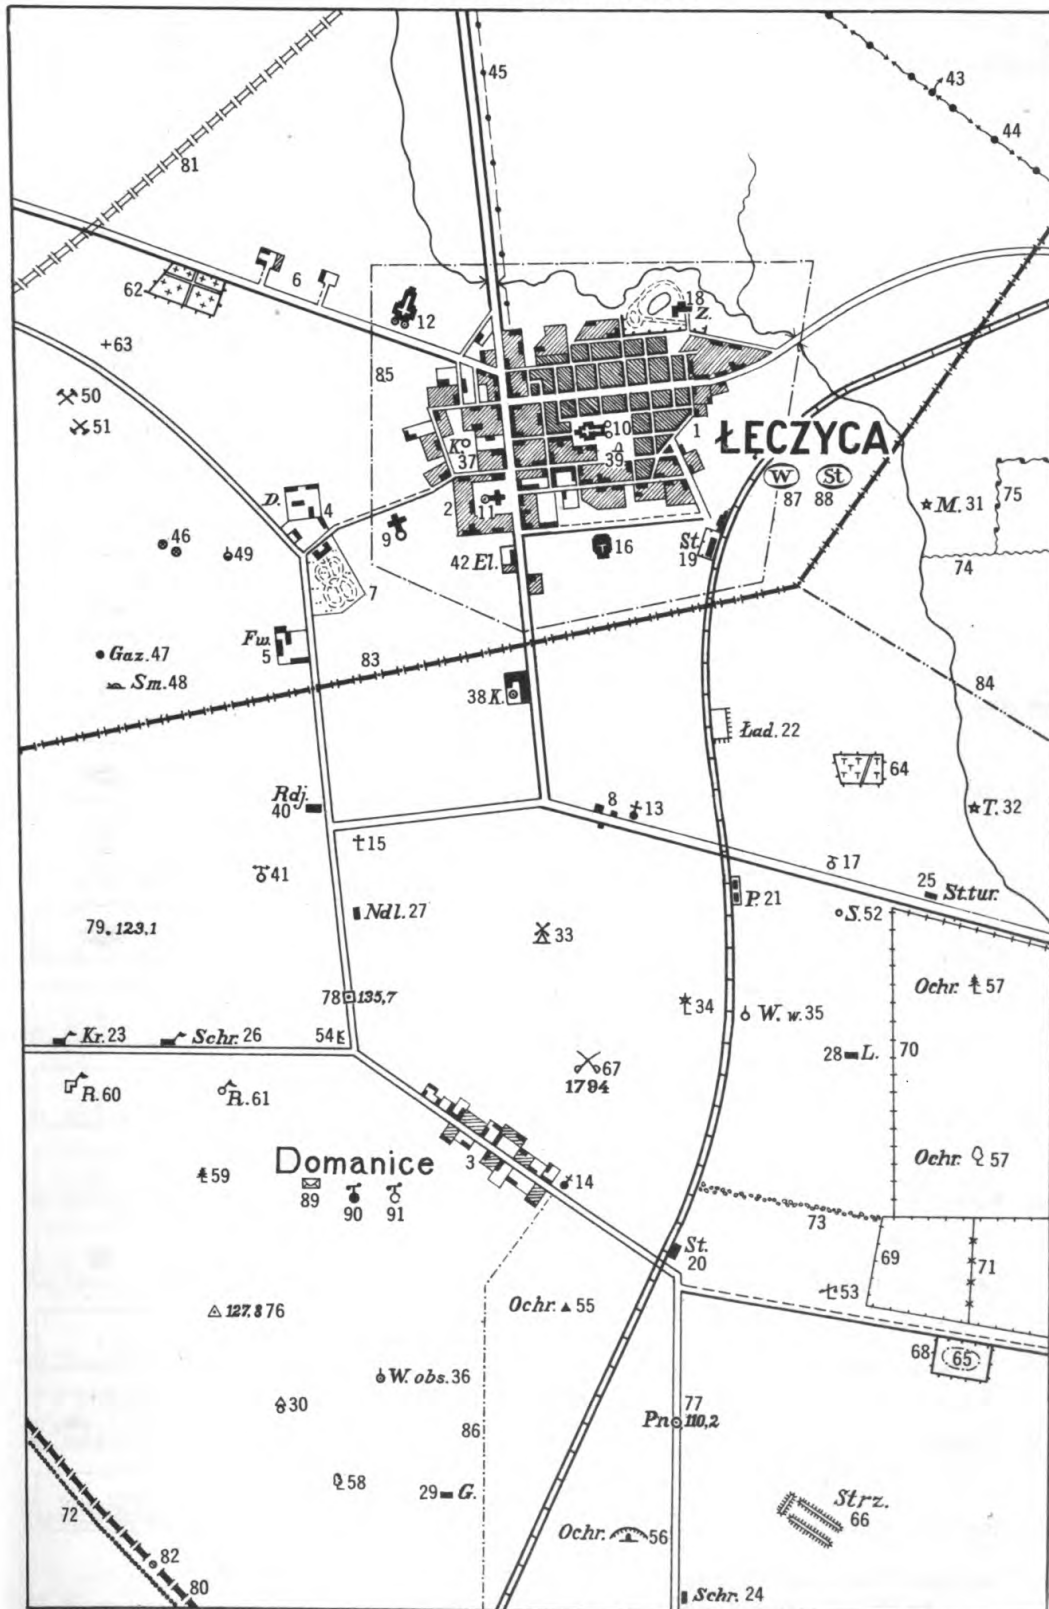 45
43
44
81
62
6
12
18
Z.
+63
85
50
51
K.
37
10
39
1
ŁĘCZYCA
W
St
87
88
M. 31
75
D.
4
2
11
9
46
49
42 El.
16
St.
19
74
7
Fw.
5
83
Gaz. 47
Sm. 48
38 K.
84
Ład. 22
64
Rdj.
40
8
13
T. 32
15
41
17
25
St.tur.
P. 21
Ndl. 27
S. 52
79 . 123,1
33
Ochr. 57
78 135,7
34
W. w. 35
Kr. 23
Schr. 26
54
28 L.
70
R. 60
R. 61
67
1794
59
Domanice
3
14
Ochr. 57
89
90
91
73
St.
20
69
71
53
127,8 76
Ochr. 55
68
65
W. obs. 36
30
77
Pn 110,2
86
58
29 G.
Strz.
66
72
Ochr. 56
82
80
Schr. 24